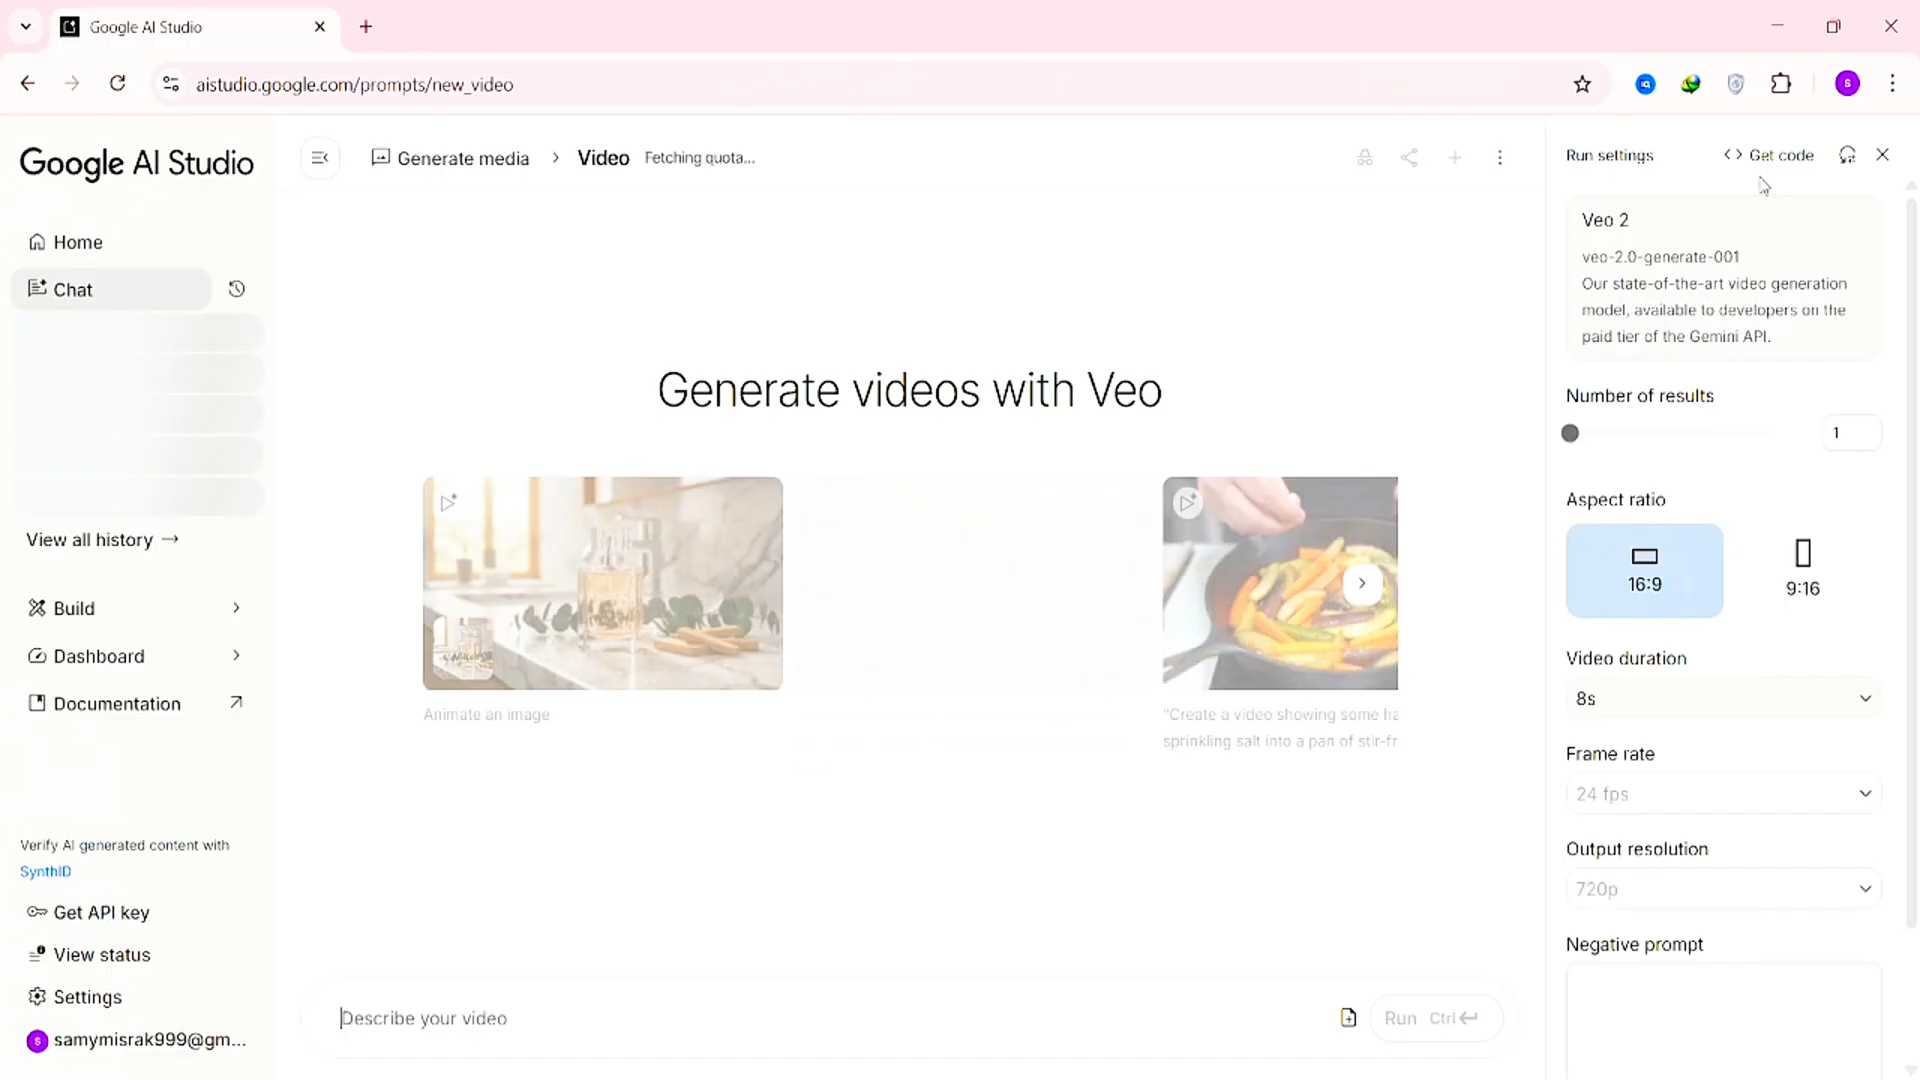 Google AI Studio
aistudio.google.com/prompts/new_video
S
Google AI Studio
Home
Chat
View all history
Build
Dashboard
Documentation
Verify AI generated content with
SynthID
Get API key
View status
Settings
s samymisrak999@gm...
Generate media > Video Fetching quota...
Generate videos with Veo
Animate an image
"Create a video showing some ha
sprinkling salt into a pan of stir-fr
Describe your video
Run Ctrl
Run settings
<> Get code
Veo 2
veo-2.0-generate-001
Our state-of-the-art video generation
model, available to developers on the
paid tier of the Gemini API.
Number of results
1
Aspect ratio
16:9
9:16
Video duration
8s
Frame rate
24 fps
Output resolution
720p
Negative prompt